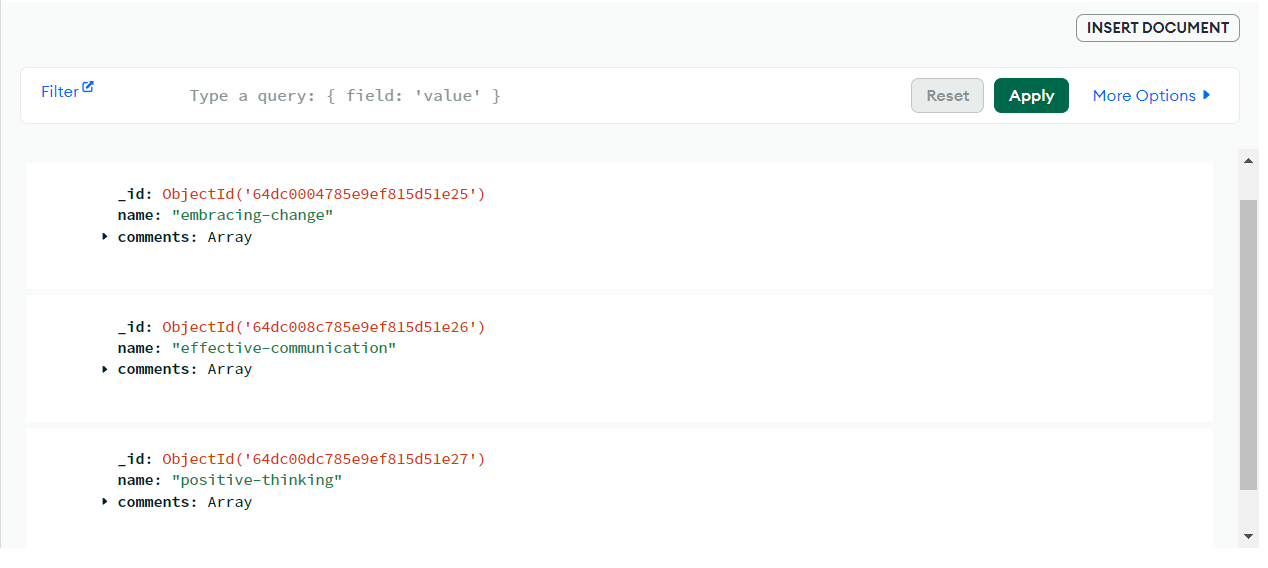 INSERT DOCUMENT
Filter
Type a query: { field: 'value' }
Reset
Apply
More Options
_id: ObjectId('64dc0004785e9ef815d51e25')
name: "embracing-change"
comments: Array
_id: ObjectId('64dc008c785e9ef815d51e26')
name: "effective-communication"
comments: Array
_id: ObjectId('64dc00dc785e9ef815d51e27')
name: "positive-thinking"
comments: Array